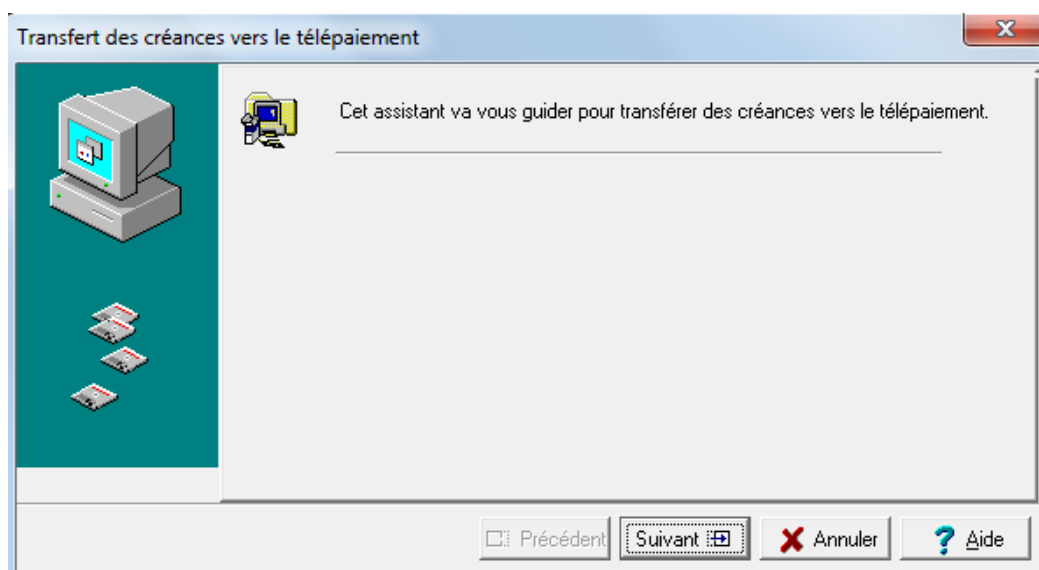 Transfert des créances vers le télépaiement
Cet assistant va vous guider pour transférer des créances vers le télépaiement.
Précédent Suivant Annuler Aide